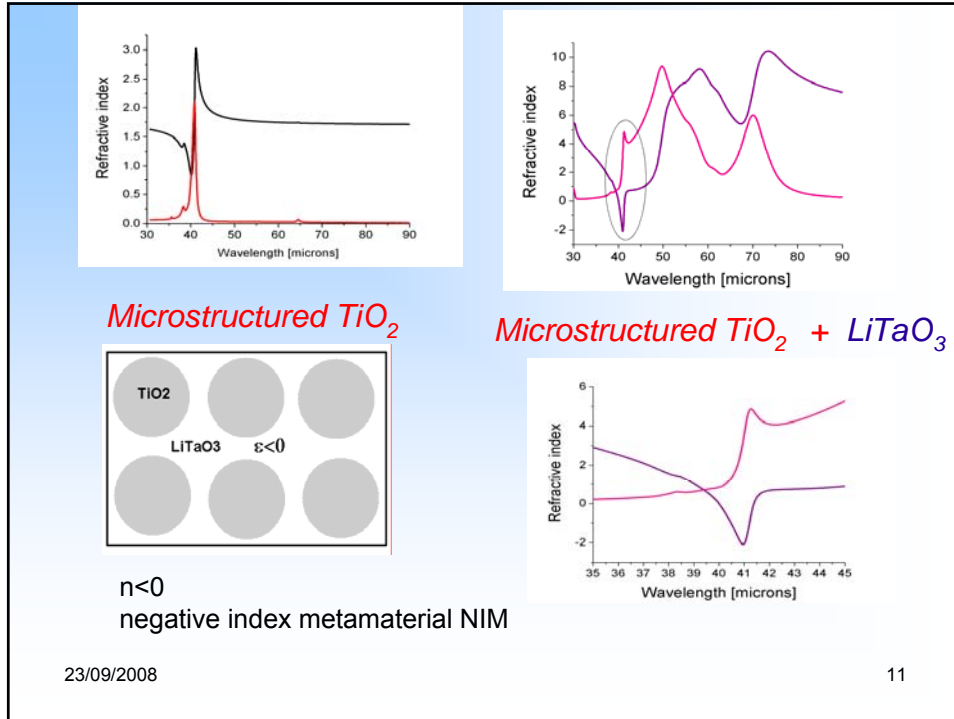 3.0
2.5
2.0
1.5
1.0
0.5
0.0
Refractive index
30 40 50 60 70 80 90
Wavelength [microns]
10
8
6
4
2
0
-2
Refractive index
30 40 50 60 70 80 90
Wavelength [microns]
Microstructured TiO2
Microstructured TiO2 + LiTaO3
TiO2
LiTaO3 ε<0
6
4
2
0
-2
Refractive index
35 36 37 38 39 40 41 42 43 44 45
Wavelength [microns]
n<0
negative index metamaterial NIM
23/09/2008
11